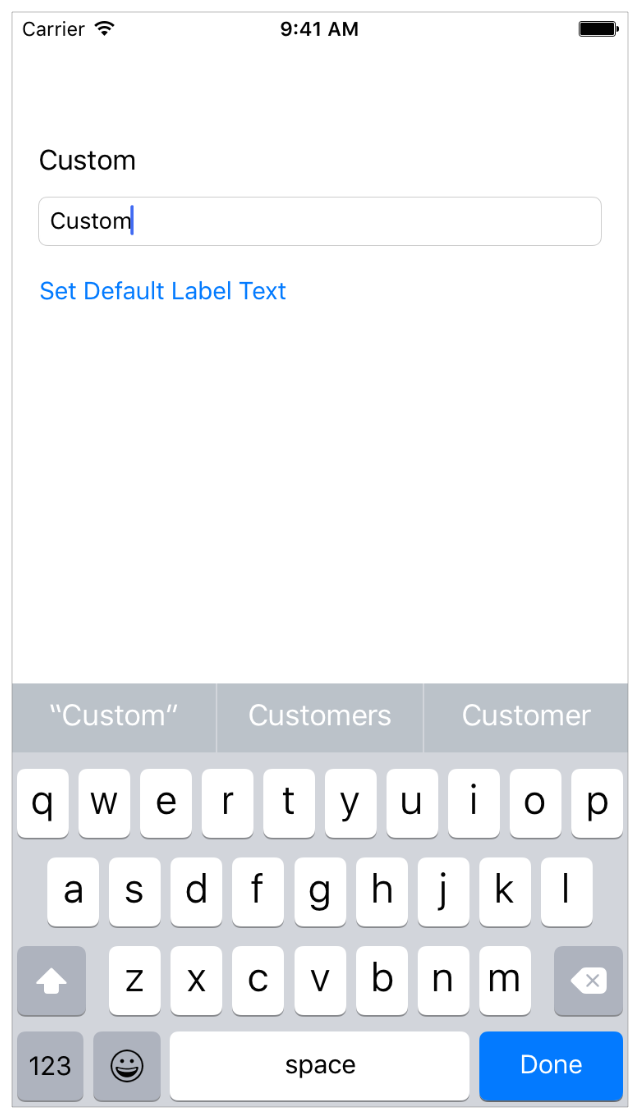 Carrier 9:41 AM
Custom
Custom
Set Default Label Text
“Custom” Customers Customer
q w e r t y u i o p
a s d f g h j k l
z x c v b n m
123 space Done